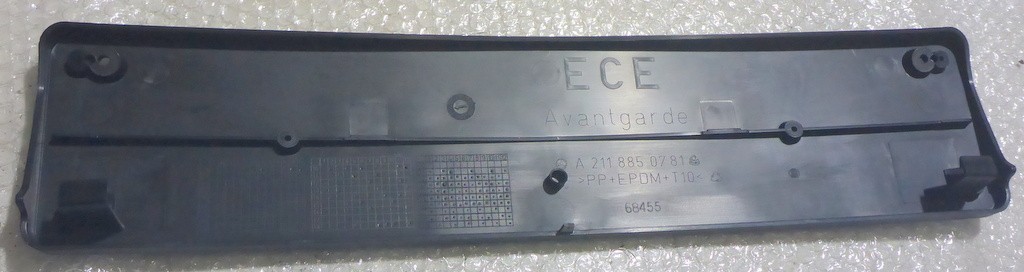 ECE
Avantgarde
A 211 885 07 81
>PP+EPDM+T10<
68455